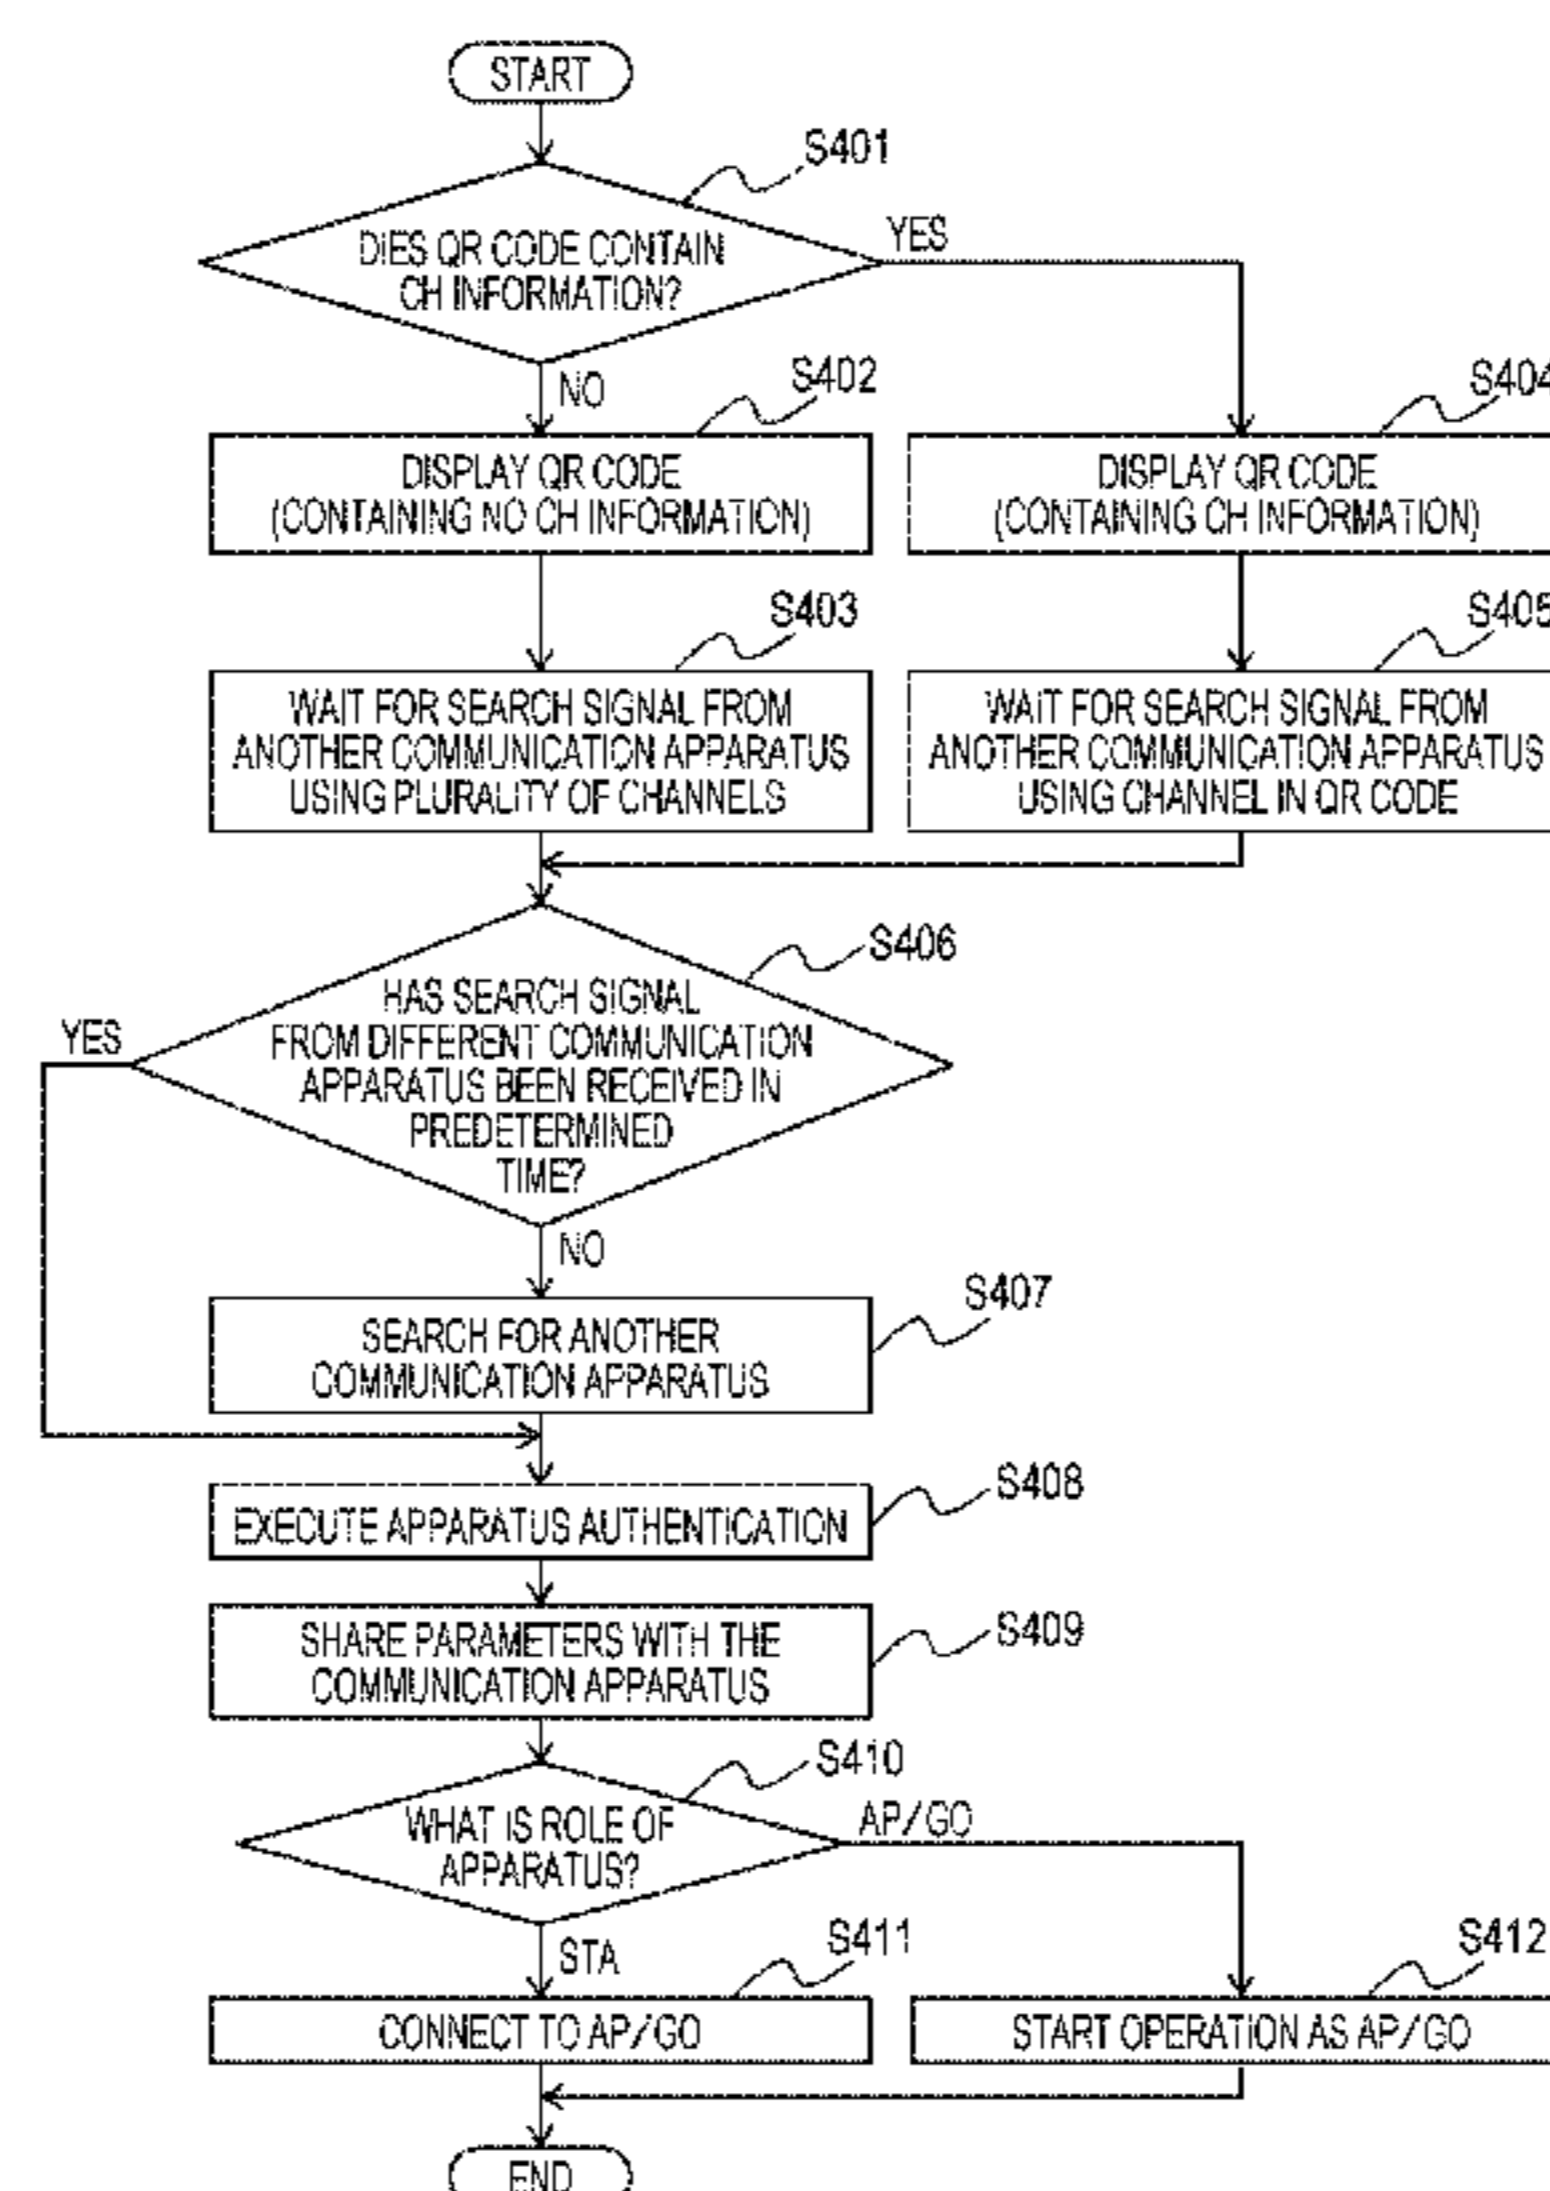 START
S401
DIES QR CODE CONTAIN
CH INFORMATION?
YES
NO
S402
S404
DISPLAY QR CODE
(CONTAINING NO CH INFORMATION)
DISPLAY QR CODE
(CONTAINING CH INFORMATION)
S403
S405
WAIT FOR SEARCH SIGNAL FROM
ANOTHER COMMUNICATION APPARATUS
USING PLURALITY OF CHANNELS
WAIT FOR SEARCH SIGNAL FROM
ANOTHER COMMUNICATION APPARATUS
USING CHANNEL IN QR CODE
S406
HAS SEARCH SIGNAL
FROM DIFFERENT COMMUNICATION
APPARATUS BEEN RECEIVED IN
PREDETERMINED
TIME?
YES
NO
S407
SEARCH FOR ANOTHER
COMMUNICATION APPARATUS
S408
EXECUTE APPARATUS AUTHENTICATION
S409
SHARE PARAMETERS WITH THE
COMMUNICATION APPARATUS
S410
WHAT IS ROLE OF
APPARATUS?
AP/GO
STA
S411
S412
CONNECT TO AP/GO
START OPERATION AS AP/GO
END